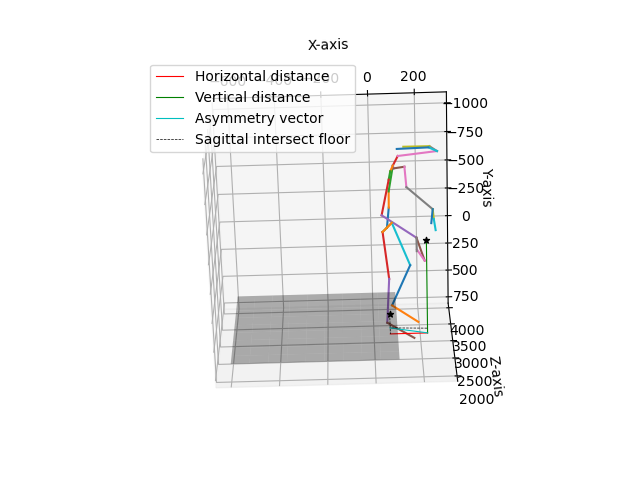 X-axis
0 200
Horizontal distance
Vertical distance
Asymmetry vector
Sagittal intersect floor
−1000
−750
−500
−250
0
250
500
750
Y-axis
4000
3500
3000
2500
2000
Z-axis